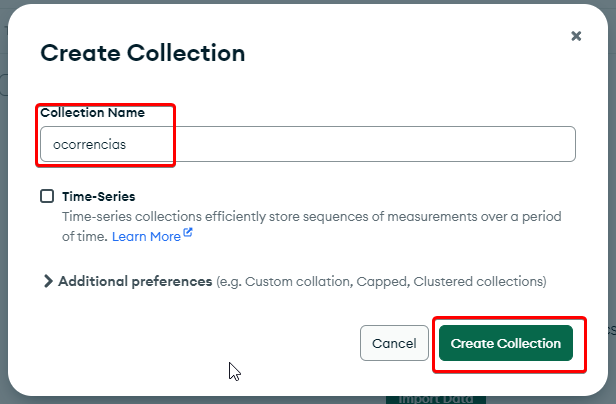 Create Collection
Collection Name
ocorrencias
Time-Series
Time-series collections efficiently store sequences of measurements over a period
of time. Learn More
Additional preferences (e.g. Custom collation, Capped, Clustered collections)
Cancel
Create Collection
Import Data